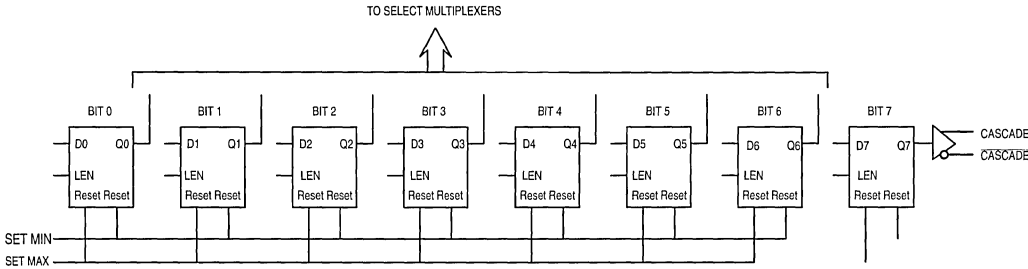 TO SELECT MULTIPLEXERS
BIT 0 BIT 1 BIT 2 BIT 3 BIT 4 BIT 5 BIT 6 BIT 7
D0 Q0 D1 Q1 D2 Q2 D3 Q3 D4 Q4 D5 Q5 D6 Q6 D7 Q7 CASCADE
CASCADE
LEN LEN LEN LEN LEN LEN LEN LEN
Reset Reset Reset Reset Reset Reset Reset Reset Reset Reset Reset Reset Reset Reset Reset Reset
SET MIN
SET MAX